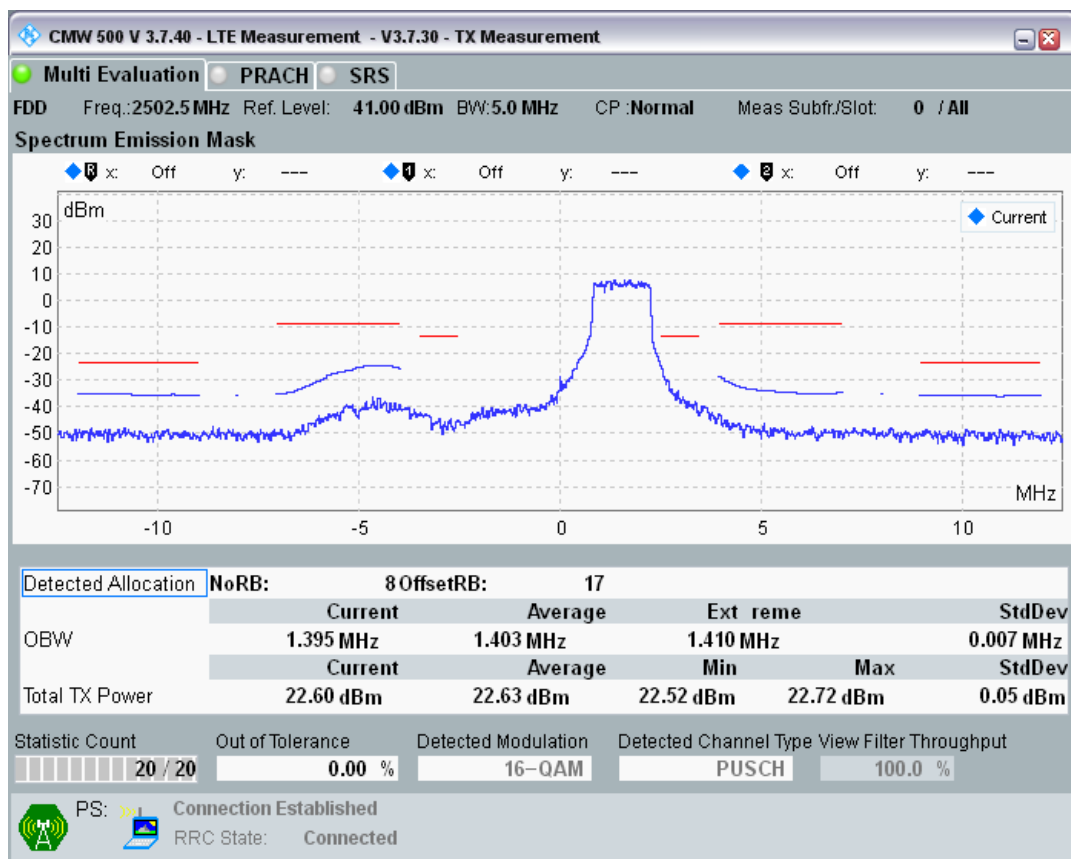 CMW 500 V 3.7.40 - LTE Measurement - V3.7.30 - TX Measurement
Multi Evaluation PRACH SRS
FDD Freq.:2502.5 MHz Ref. Level: 41.00 dBm BW:5.0 MHz CP :Normal Meas Subfr./Slot: 0 / All
Spectrum Emission Mask
R x: Off y: --- 1 x: Off y: --- 2 x: Off y: ---
dBm
Current
30
20
10
0
-10
-20
-30
-40
-50
-60
-70
MHz
-10 -5 0 5 10
Detected Allocation NoRB: 8 OffsetRB: 17
Current Average Ext reme StdDev
OBW 1.395 MHz 1.403 MHz 1.410 MHz 0.007 MHz
Current Average Min Max StdDev
Total TX Power 22.60 dBm 22.63 dBm 22.52 dBm 22.72 dBm 0.05 dBm
Statistic Count Out of Tolerance Detected Modulation Detected Channel Type View Filter Throughput
20 / 20 0.00 % 16-QAM PUSCH 100.0 %
PS: Connection Established
RRC State: Connected